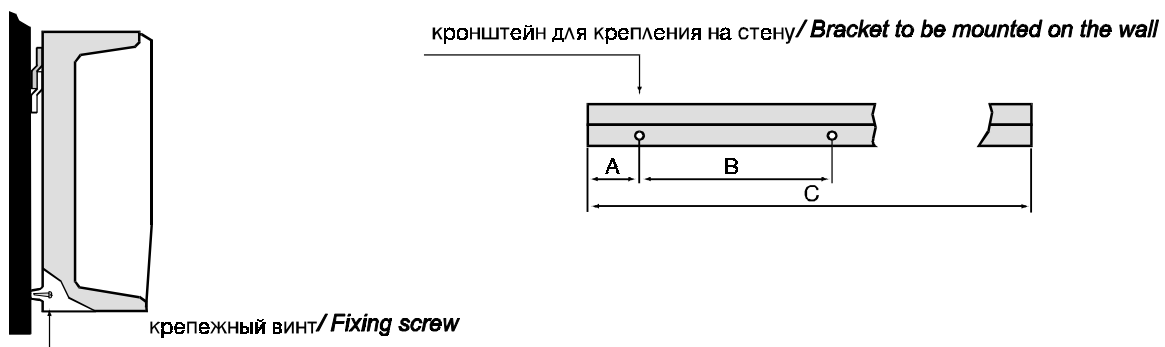 кронштейн для крепления на стену/ Bracket to be mounted on the wall
A B
C
крепежный винт/ Fixing screw